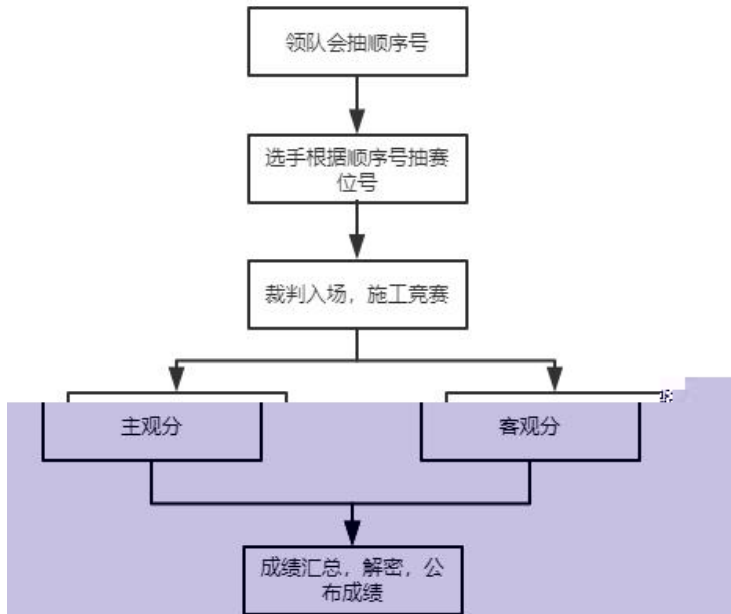 领队会抽顺序号
选手根据顺序号抽赛
位号
裁判入场，施工竞赛
主观分
客观分
成绩汇总，解密，公
布成绩